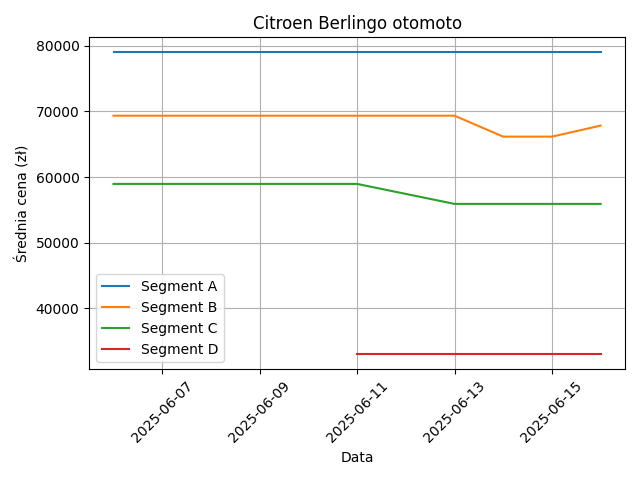 Citroen Berlingo otomoto
Średnia cena (zł)
80000
70000
60000
50000
40000
Segment A
Segment B
Segment C
Segment D
2025-06-07
2025-06-09
2025-06-11
2025-06-13
2025-06-15
Data